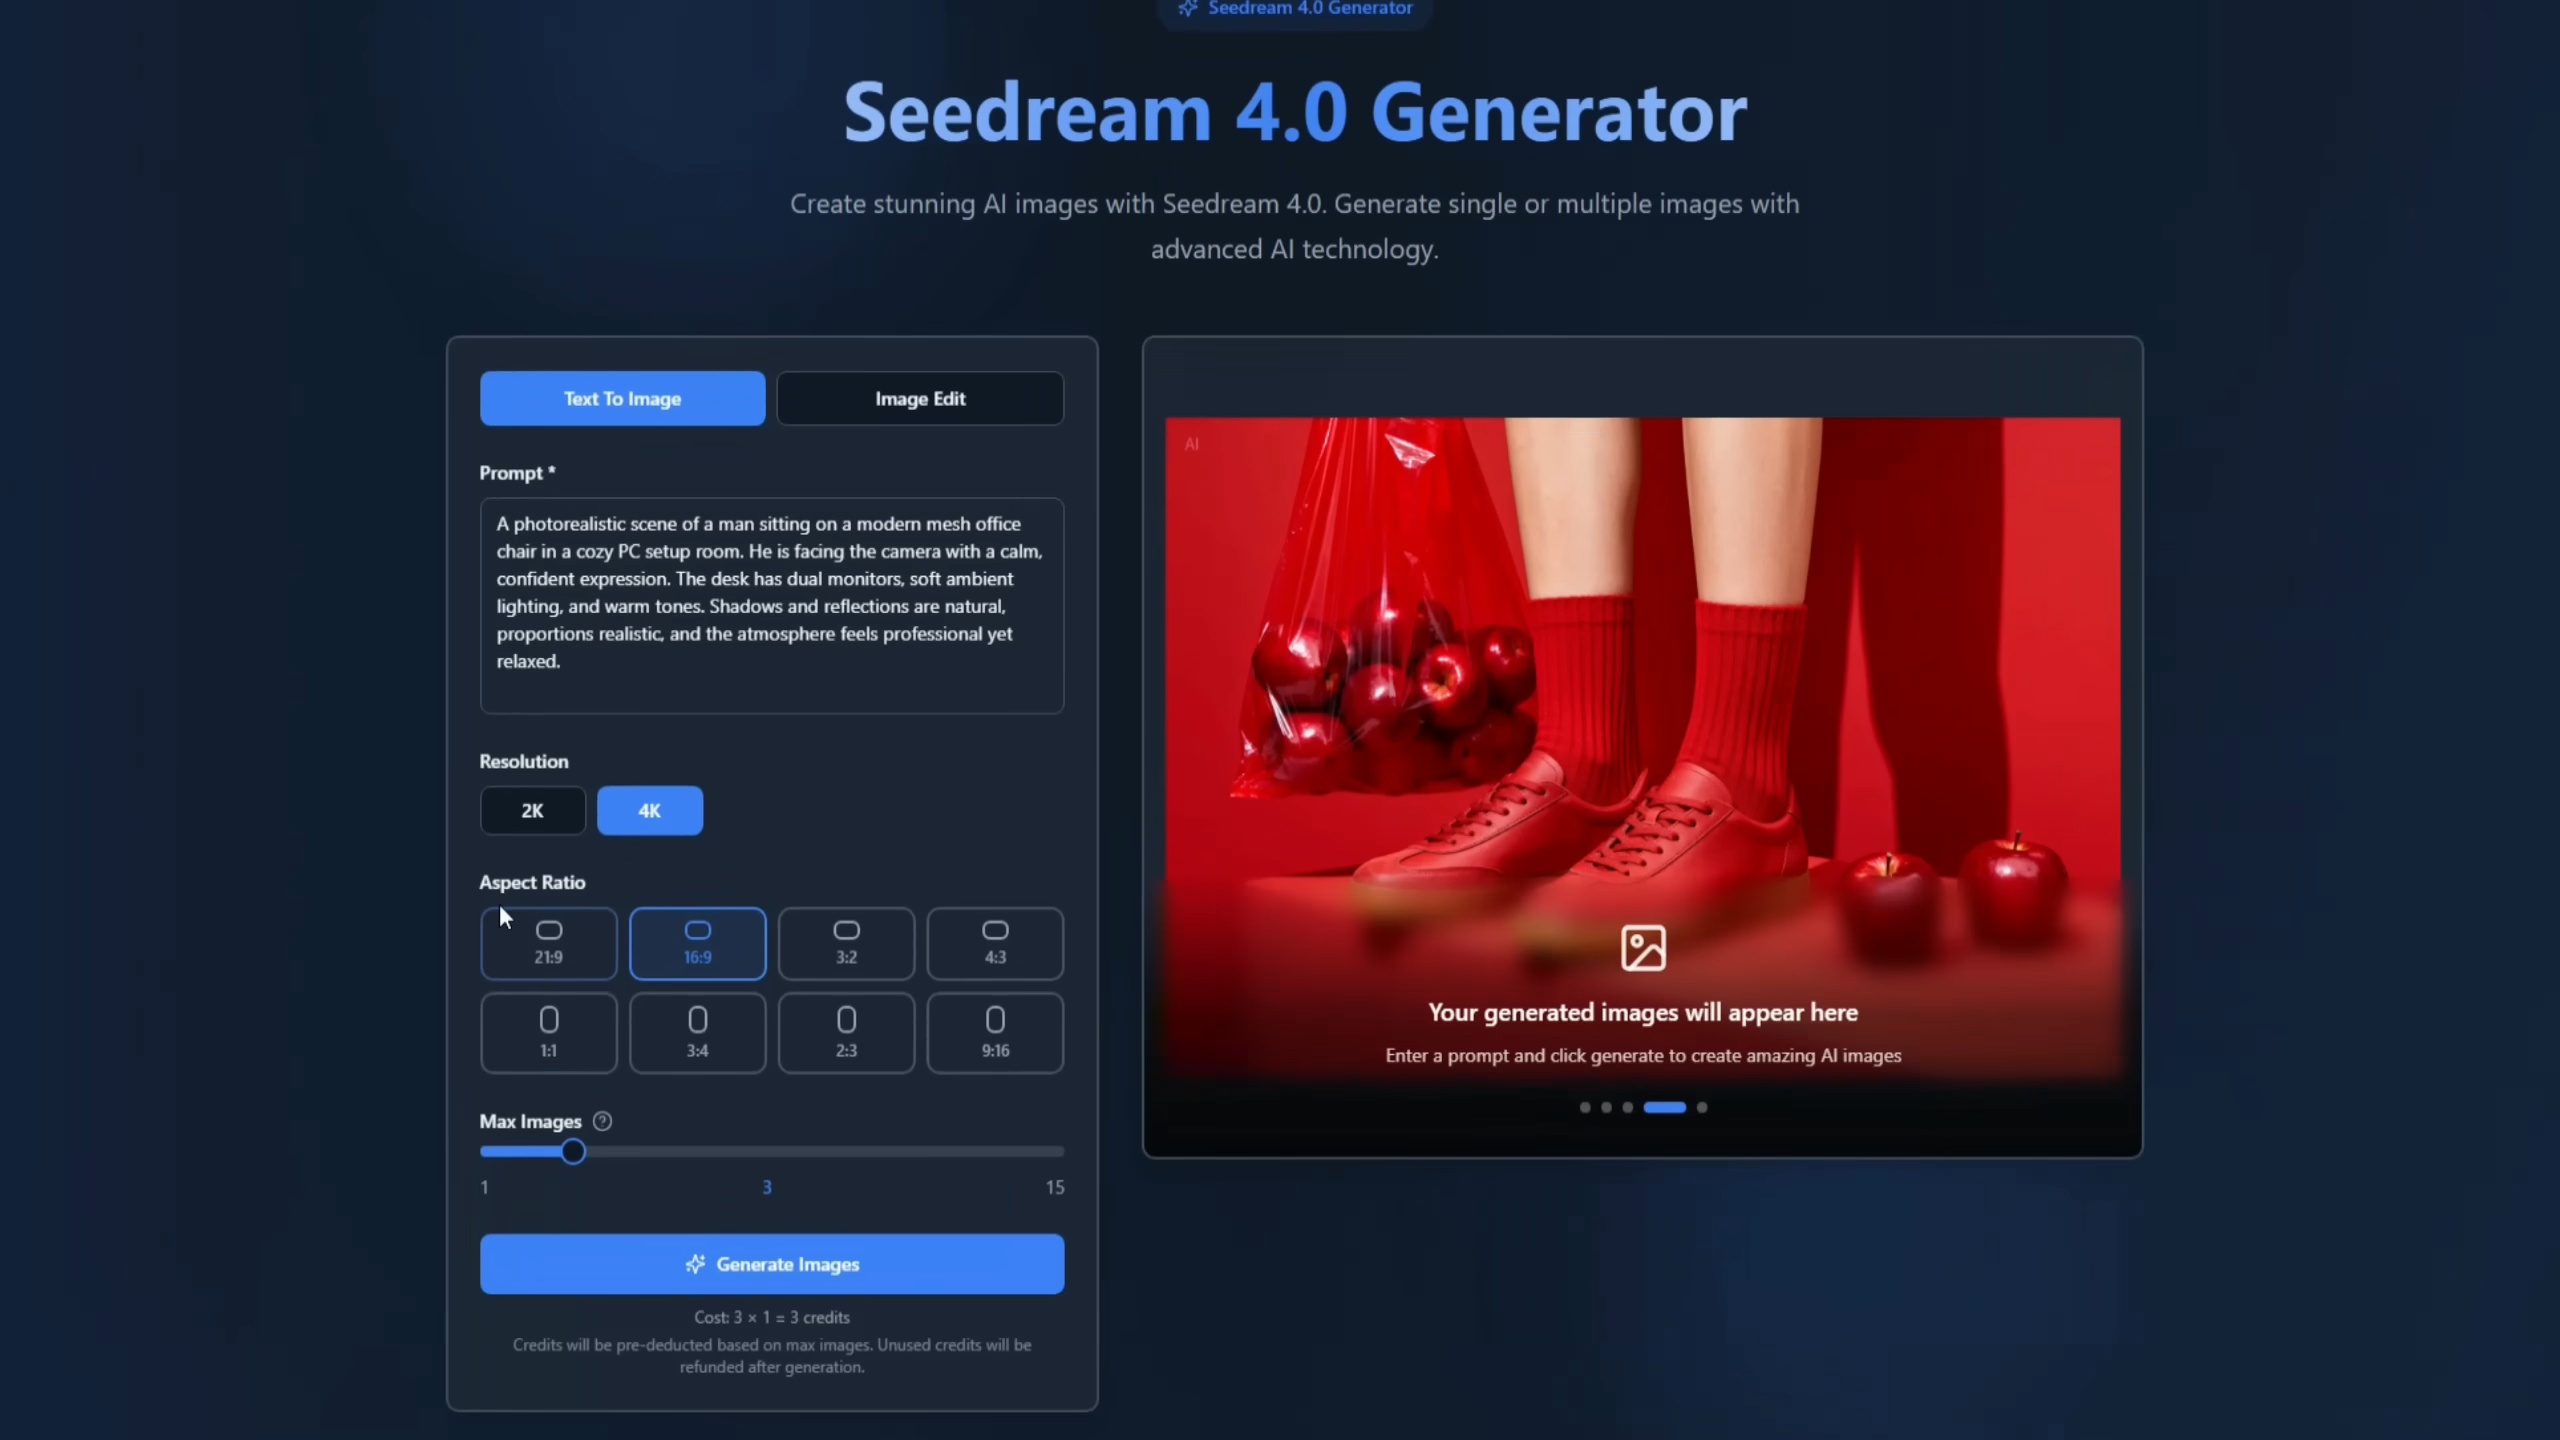 Seedream 4.0 Generator
Seedream 4.0 Generator
Create stunning AI images with Seedream 4.0. Generate single or multiple images with
advanced AI technology.
Text To Image
Image Edit
Prompt *
A photorealistic scene of a man sitting on a modern mesh office
chair in a cozy PC setup room. He is facing the camera with a calm,
confident expression. The desk has dual monitors, soft ambient
lighting, and warm tones. Shadows and reflections are natural,
proportions realistic, and the atmosphere feels professional yet
relaxed.
Resolution
2K
4K
Aspect Ratio
21:9
16:9
3:2
4:3
1:1
3:4
2:3
9:16
Max Images ?
1
3
15
Generate Images
Cost: 3 × 1 = 3 credits
Credits will be pre-deducted based on max images. Unused credits will be
refunded after generation.
AI
Your generated images will appear here
Enter a prompt and click generate to create amazing AI images